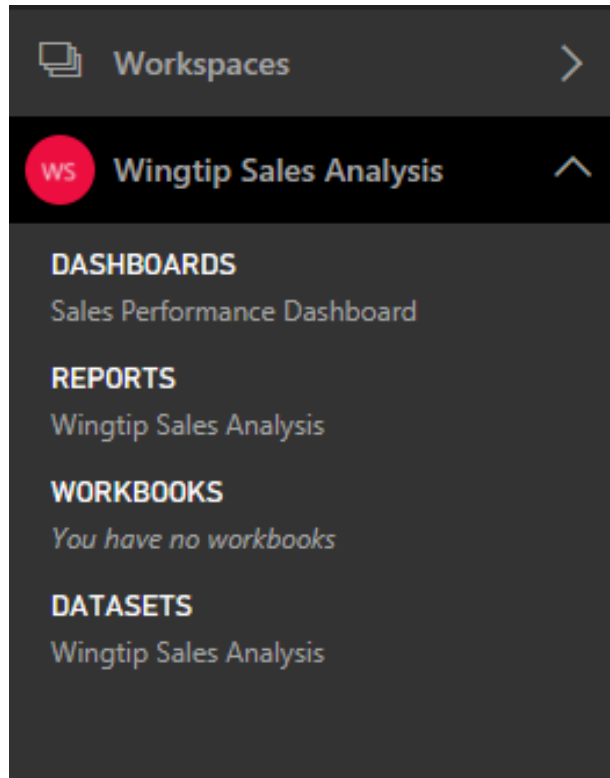 Workspaces
WS Wingtip Sales Analysis
DASHBOARDS
Sales Performance Dashboard
REPORTS
Wingtip Sales Analysis
WORKBOOKS
You have no workbooks
DATASETS
Wingtip Sales Analysis